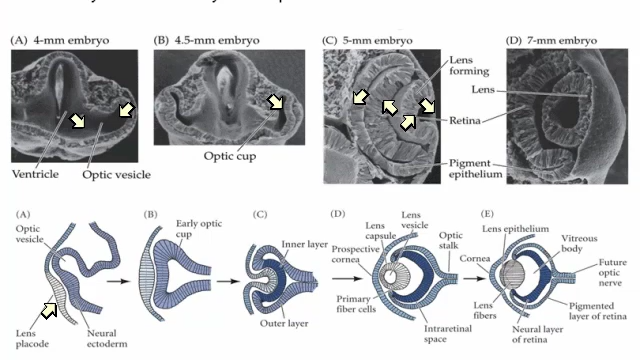 (A) 4-mm embryo
(B) 4.5-mm embryo
(C) 5-mm embryo
(D) 7-mm embryo
Lens
forming
Lens
Retina
Pigment
epithelium
Optic cup
Ventricle
Optic vesicle
(A)
Optic
vesicle
Lens
placode
Neural
ectoderm
(B)
Early optic
cup
(C)
Inner layer
Outer layer
(D)
Lens
capsule
Lens
vesicle
Optic
stalk
Prospective
cornea
Primary
fiber cells
Intraretinal
space
(E)
Lens epithelium
Cornea
Vitreous
body
Future
optic
nerve
Lens
fibers
Pigmented
layer of retina
Neural layer
of retina